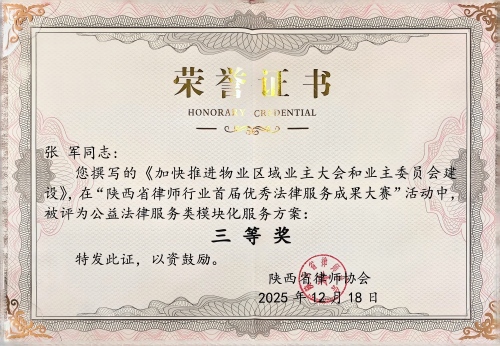 荣誉证书
HONORARY CREDENTIAL
张 军同志：
您撰写的《加快推进物业区域业主大会和业主委员会建
设》，在“陕西省律师行业首届优秀法律服务成果大赛”活动中，
被评为公益法律服务类模块化服务方案：
三等奖
特发此证，以资鼓励。
陕西省律师协会
2025 年 12 月 18 日